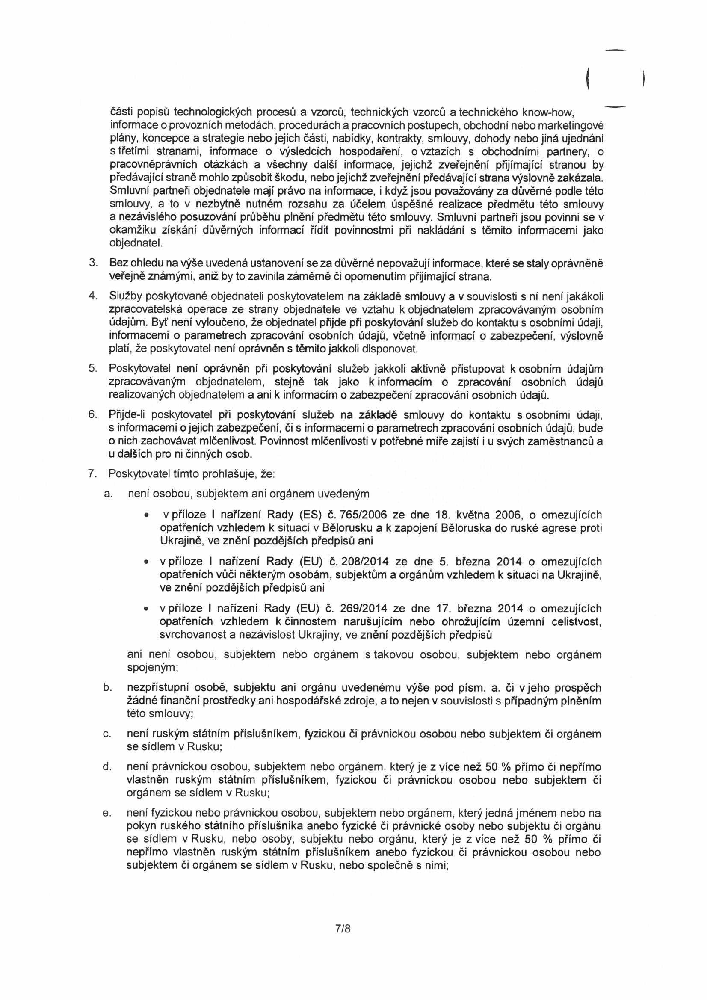 části popisů technologických procesů a vzorců, technických vzorců a technického know-how,
informace o provozních metodách, procedurách a pracovních postupech, obchodní nebo marketingové
plány, koncepce a strategie nebo jejich části, nabídky, kontrakty, smlouvy, dohody nebo jiná ujednání
s třetími stranami, informace o výsledcích hospodaření, o vztazích s obchodními partnery, o
pracovněprávních otázkách a všechny další informace, jejichž zveřejnění přijímající stranou by
předávající straně mohlo způsobit škodu, nebo jejichž zveřejnění předávající strana výslovně zakázala.
Smluvní partneři objednatele mají právo na informace, i když jsou považovány za důvěrné podle této
smlouvy, a to v nezbytně nutném rozsahu za účelem úspěšné realizace předmětu této smlouvy
a nezávislého posuzování průběhu plnění předmětu této smlouvy. Smluvní partneři jsou povinni se v
okamžiku získání důvěrných informací řídit povinnostmi při nakládání s těmito informacemi jako
objednatel.
3. Bez ohledu na výše uvedená ustanovení se za důvěrné nepovažují informace, které se staly oprávněně
veřejně známými, aniž by to zavinila záměrně či opomenutím přijímající strana.
4. Služby poskytované objednateli poskytovatelem na základě smlouvy a v souvislosti s ní není jakákoli
zpracovatelská operace ze strany objednatele ve vztahu k objednatelem zpracovávaným osobním
údajům. Byť není vyloučeno, že objednatel přijde při poskytování služeb do kontaktu s osobními údaji,
informacemi o parametrech zpracování osobních údajů, včetně informací o zabezpečení, výslovně
platí, že poskytovatel není oprávněn s těmito jakkoli disponovat.
5. Poskytovatel není oprávněn při poskytování služeb jakkoli aktivně přistupovat k osobním údajům
zpracovávaným objednatelem, stejně tak jako k informacím o zpracování osobních údajů
realizovaných objednatelem a ani k informacím o zabezpečení zpracování osobních údajů.
6. Přijde-li poskytovatel při poskytování služeb na základě smlouvy do kontaktu s osobními údaji,
s informacemi o jejich zabezpečení, či s informacemi o parametrech zpracování osobních údajů, bude
o nich zachovávat mlčenlivost. Povinnost mlčenlivosti v potřebné míře zajistí i u svých zaměstnanců a
u dalších pro ni činných osob.
7. Poskytovatel tímto prohlašuje, že:
a. není osobou, subjektem ani orgánem uvedeným
• v příloze I nařízení Rady (ES) č. 765/2006 ze dne 18. května 2006, o omezujících
opatřeních vzhledem k situaci v Bělorusku a k zapojení Běloruska do ruské agrese proti
Ukrajině, ve znění pozdějších předpisů ani
• v příloze I nařízení Rady (EU) č. 208/2014 ze dne 5. března 2014 o omezujících
opatřeních vůči některým osobám, subjektům a orgánům vzhledem k situaci na Ukrajině,
ve znění pozdějších předpisů ani
• v příloze I nařízení Rady (EU) č. 269/2014 ze dne 17. března 2014 o omezujících
opatřeních vzhledem k činnostem narušujícím nebo ohrožujícím územní celistvost,
svrchovanost a nezávislost Ukrajiny, ve znění pozdějších předpisů
ani není osobou, subjektem nebo orgánem s takovou osobou, subjektem nebo orgánem
spojeným;
b. nezpřístupní osobě, subjektu ani orgánu uvedenému výše pod písm. a. či v jeho prospěch
žádné finanční prostředky ani hospodářské zdroje, a to nejen v souvislosti s případným plněním
této smlouvy;
c. není ruským státním příslušníkem, fyzickou či právnickou osobou nebo subjektem či orgánem
se sídlem v Rusku;
d. není právnickou osobou, subjektem nebo orgánem, který je z více než 50 % přímo či nepřímo
vlastněn ruským státním příslušníkem, fyzickou či právnickou osobou nebo subjektem či
orgánem se sídlem v Rusku;
e. není fyzickou nebo právnickou osobou, subjektem nebo orgánem, který jedná jménem nebo na
pokyn ruského státního příslušníka anebo fyzické či právnické osoby nebo subjektu či orgánu
se sídlem v Rusku, nebo osoby, subjektu nebo orgánu, který je z více než 50 % přímo či
nepřímo vlastněn ruským státním příslušníkem anebo fyzickou či právnickou osobou nebo
subjektem či orgánem se sídlem v Rusku, nebo společně s nimi;
7/8